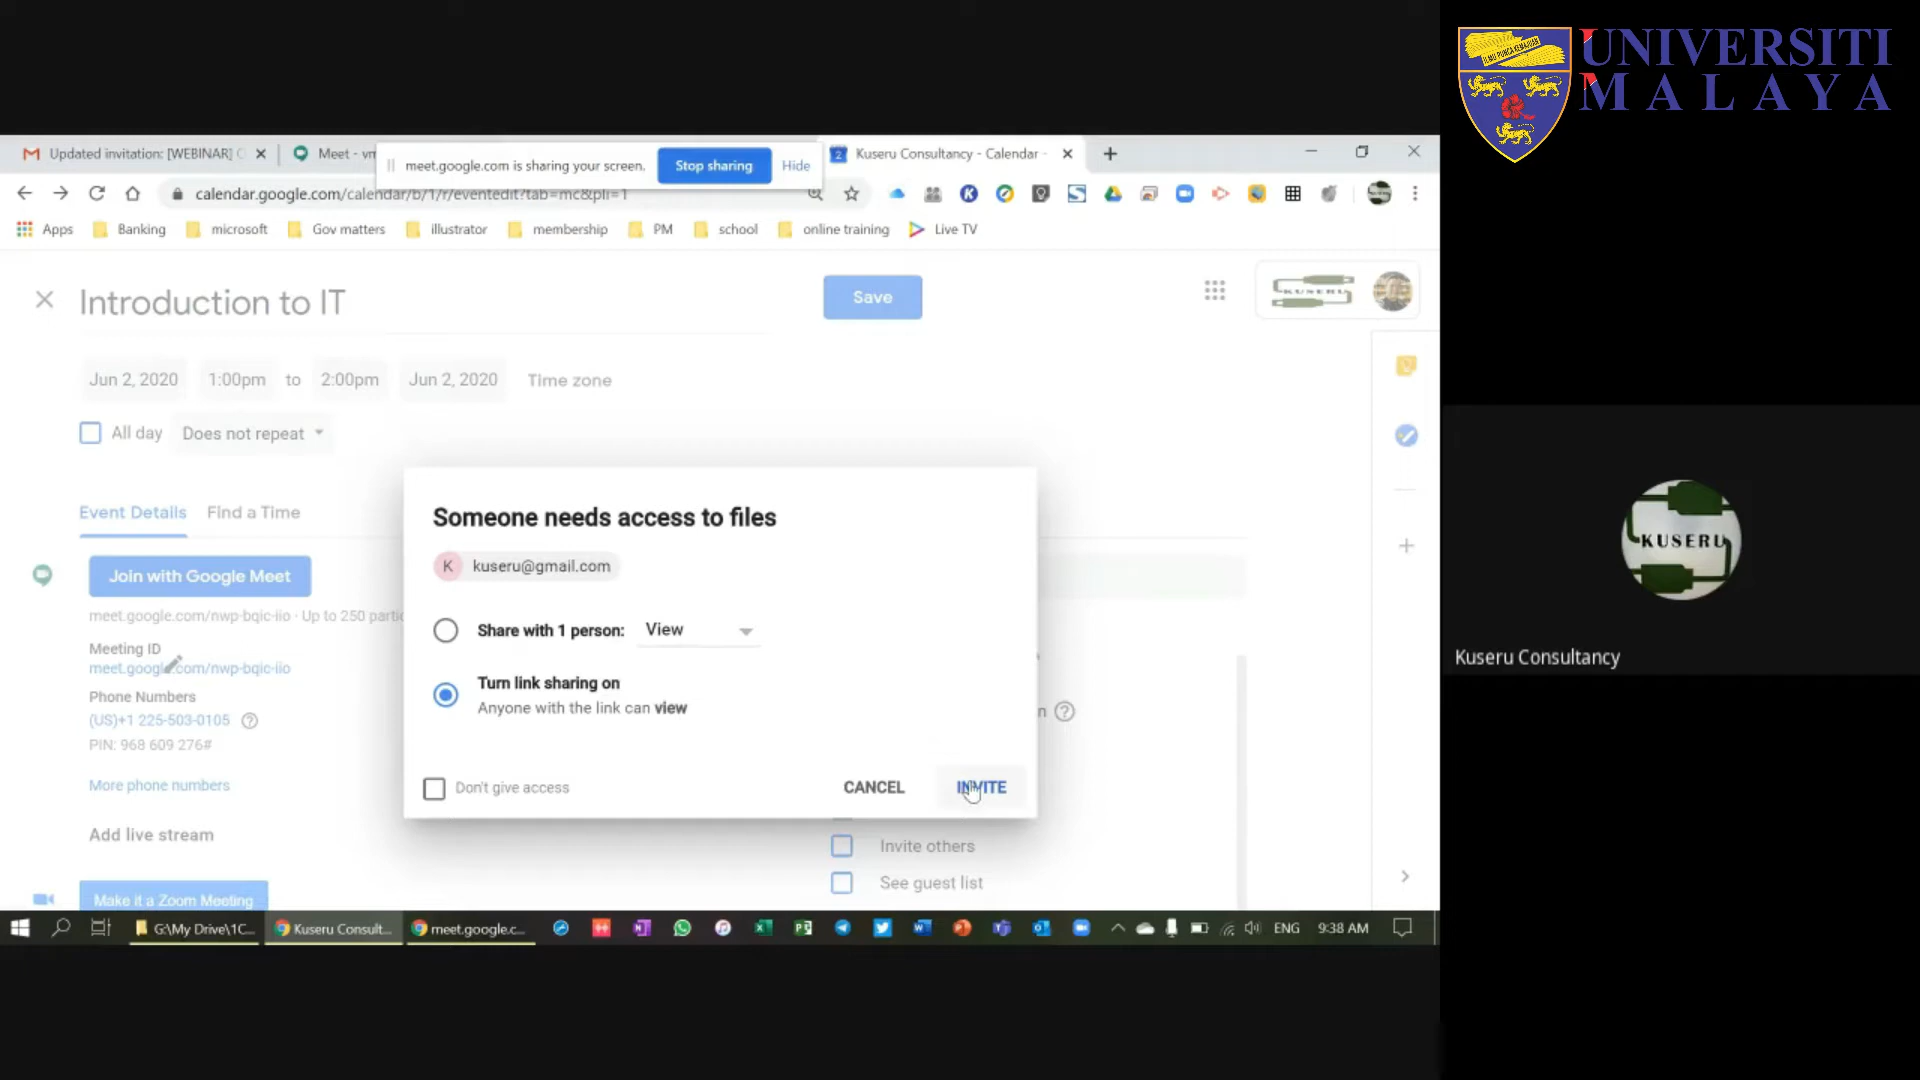 UNIVERSITI
MALAYA
ILMU PUNCA KEMAJUAN
Updated invitation: [WEBINAR]
Meet - vm
meet.google.com is sharing your screen.
Stop sharing
Hide
Kuseru Consultancy - Calendar -
calendar.google.com/calendar/b/1/r/eventedit?tab=mc&pli=1
Apps
Banking
microsoft
Gov matters
illustrator
membership
PM
school
online training
Live TV
Introduction to IT
Save
KUSERU
Jun 2, 2020
1:00pm
to
2:00pm
Jun 2, 2020
Time zone
All day
Does not repeat
Event Details
Find a Time
Someone needs access to files
K
kuseru@gmail.com
Join with Google Meet
meet.google.com/nwp-bqic-iio · Up to 250 partic
Share with 1 person:
View
Meeting ID
meet.google.com/nwp-bqic-iio
Phone Numbers
(US)+1 225-503-0105
PIN: 968 609 276#
Turn link sharing on
Anyone with the link can view
n
More phone numbers
Don't give access
CANCEL
INVITE
Add live stream
Invite others
See guest list
Make it a Zoom Meeting
G:\My Drive\1C...
Kuseru Consult...
meet.google.c...
ENG
9:38 AM
KUSERU
Kuseru Consultancy